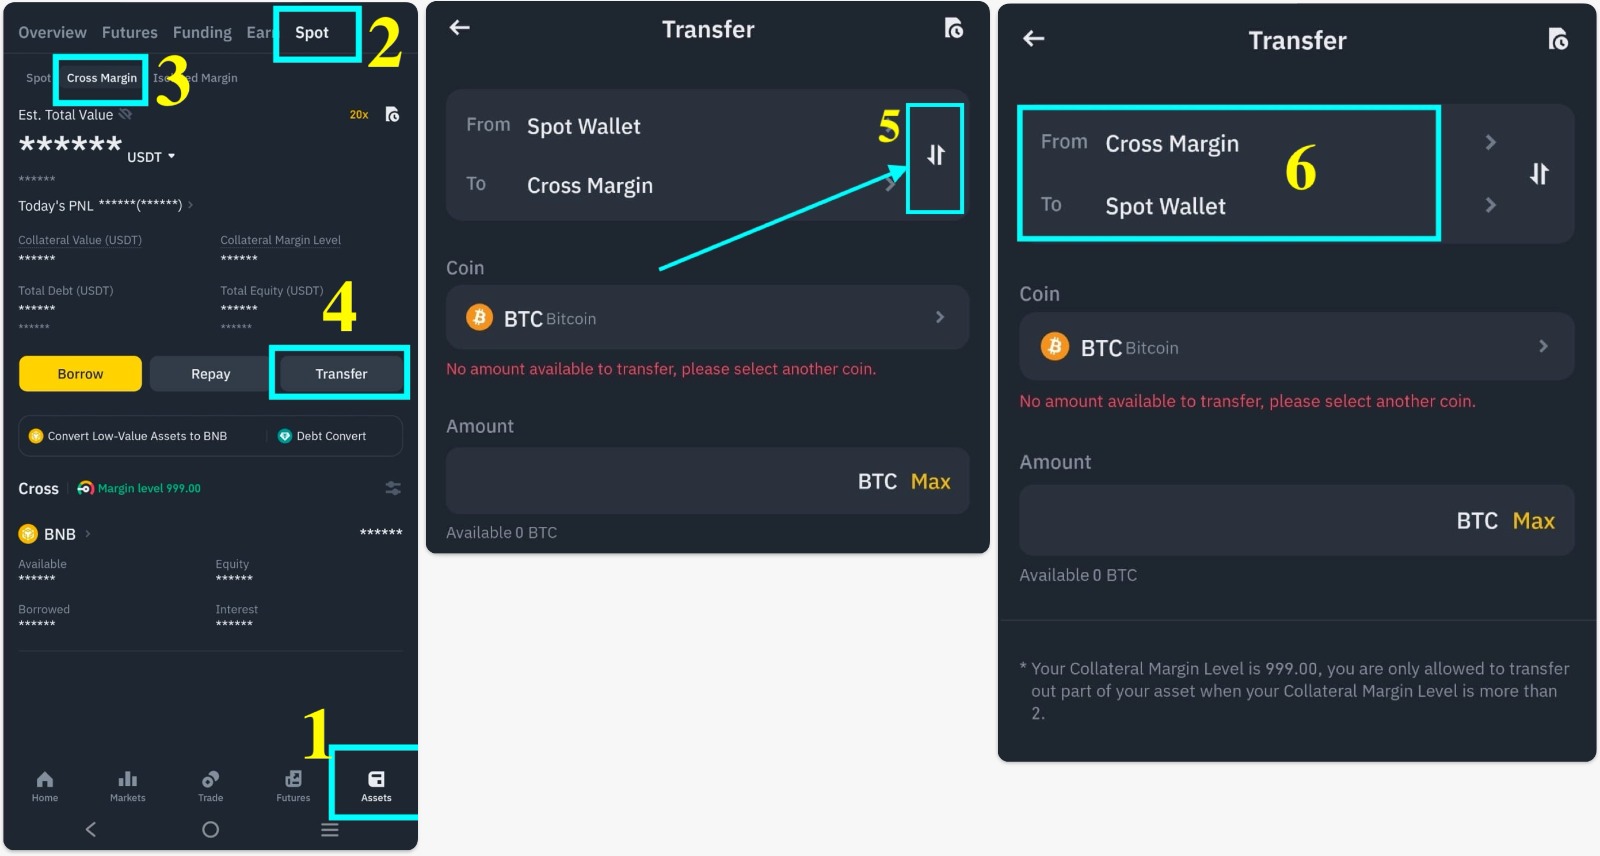 Overview Futures Funding Ear Spot 2
Spot Cross Margin Isolated Margin 3
Est. Total Value 20x
****** USDT
******
Today's PNL ******(******)
Collateral Value (USDT) Collateral Margin Level
****** ******
Total Debt (USDT) Total Equity (USDT)
****** ******
****** ******
4
Borrow Repay Transfer
Convert Low-Value Assets to BNB Debt Convert
Cross Margin level 999.00
BNB ******
Available Equity
****** ******
Borrowed Interest
****** ******
1
Home Markets Trade Futures Assets
Transfer
From Spot Wallet 5
To Cross Margin
Coin
BTC Bitcoin
No amount available to transfer, please select another coin.
Amount
BTC Max
Available 0 BTC
Transfer
From Cross Margin 6
To Spot Wallet
Coin
BTC Bitcoin
No amount available to transfer, please select another coin.
Amount
BTC Max
Available 0 BTC
* Your Collateral Margin Level is 999.00, you are only allowed to transfer
out part of your asset when your Collateral Margin Level is more than
2.